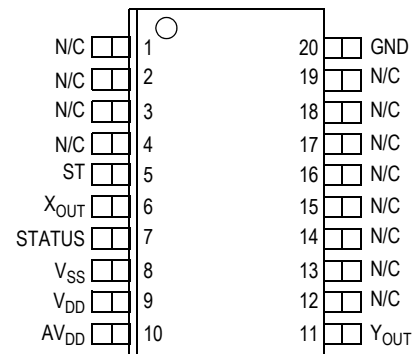 N/C 1 20 GND
N/C 2 19 N/C
N/C 3 18 N/C
N/C 4 17 N/C
ST 5 16 N/C
XOUT 6 15 N/C
STATUS 7 14 N/C
VSS 8 13 N/C
VDD 9 12 N/C
AVDD 10 11 YOUT